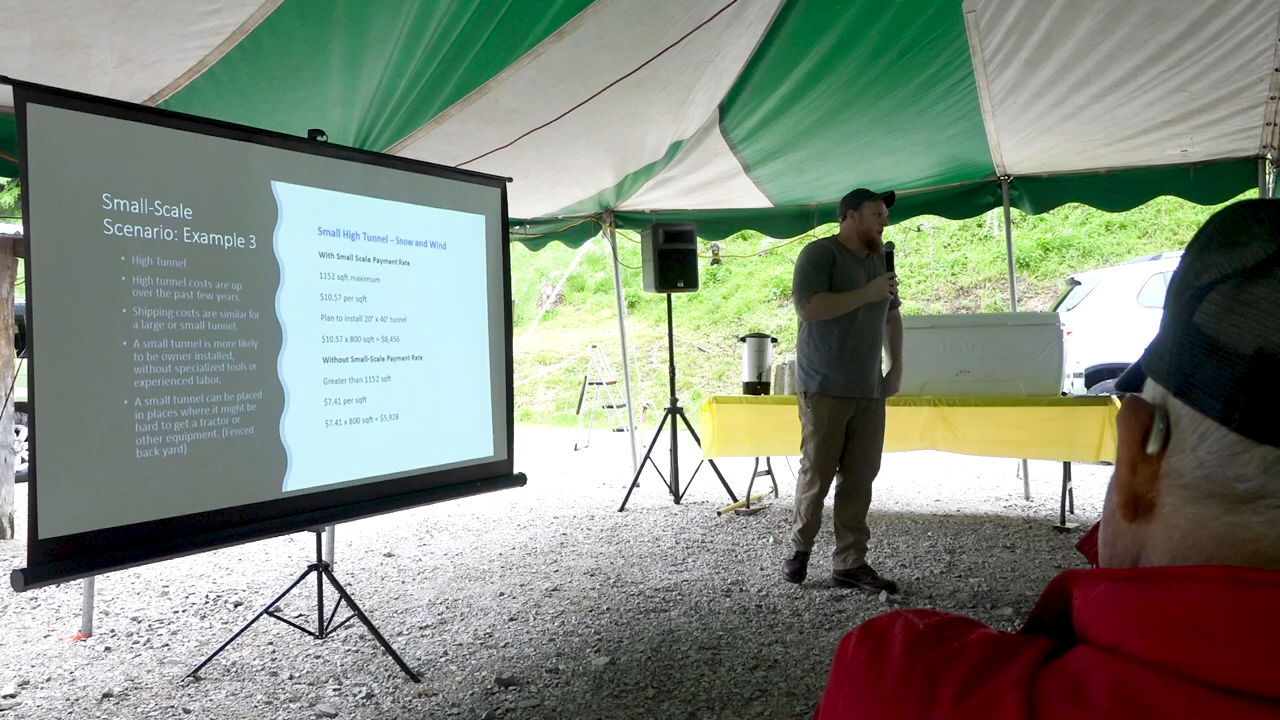 Small-Scale
Scenario: Example 3
• High Tunnel
• High tunnel costs are up
over the past few years.
• Shipping costs are similar for
a large or small tunnel.
• A small tunnel is more likely
to be owner installed,
without specialized tools or
experienced labor.
• A small tunnel can be placed
in places where it might be
hard to get a tractor or
other equipment. (Fenced
back yard)
Small High Tunnel – Snow and Wind
With Small Scale Payment Rate
1152 sqft maximum
$10.57 per sqft
Plan to install 20' x 40' tunnel
$10.57 x 800 sqft = $8,456
Without Small-Scale Payment Rate
Greater than 1152 sqft
$7.41 per sqft
$7.41 x 800 sqft = $5,928